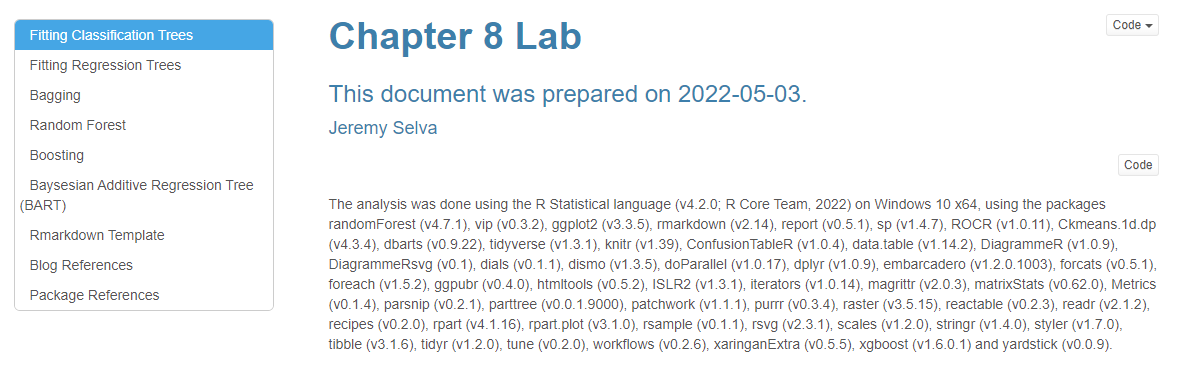 Fitting Classification Trees
Fitting Regression Trees
Bagging
Random Forest
Boosting
Baysesian Additive Regression Tree
(BART)
Rmarkdown Template
Blog References
Package References
Chapter 8 Lab
Code
This document was prepared on 2022-05-03.
Jeremy Selva
Code
The analysis was done using the R Statistical language (v4.2.0; R Core Team, 2022) on Windows 10 x64, using the packages
randomForest (v4.7.1), vip (v0.3.2), ggplot2 (v3.3.5), rmarkdown (v2.14), report (v0.5.1), sp (v1.4.7), ROCR (v1.0.11), Ckmeans.1d.dp
(v4.3.4), dbarts (v0.9.22), tidyverse (v1.3.1), knitr (v1.39), ConfusionTableR (v1.0.4), data.table (v1.14.2), DiagrammeR (v1.0.9),
DiagrammeRsvg (v0.1), dials (v0.1.1), dismo (v1.3.5), doParallel (v1.0.17), dplyr (v1.0.9), embarcadero (v1.2.0.1003), forcats (v0.5.1),
foreach (v1.5.2), ggpubr (v0.4.0), htmltools (v0.5.2), ISLR2 (v1.3.1), iterators (v1.0.14), magrittr (v2.0.3), matrixStats (v0.62.0), Metrics
(v0.1.4), parsnip (v0.2.1), parttree (v0.0.1.9000), patchwork (v1.1.1), purrr (v0.3.4), raster (v3.5.15), reactable (v0.2.3), readr (v2.1.2),
recipes (v0.2.0), rpart (v4.1.16), rpart.plot (v3.1.0), rsample (v0.1.1), rsvg (v2.3.1), scales (v1.2.0), stringr (v1.4.0), styler (v1.7.0),
tibble (v3.1.6), tidyr (v1.2.0), tune (v0.2.0), workflows (v0.2.6), xaringanExtra (v0.5.5), xgboost (v1.6.0.1) and yardstick (v0.0.9).